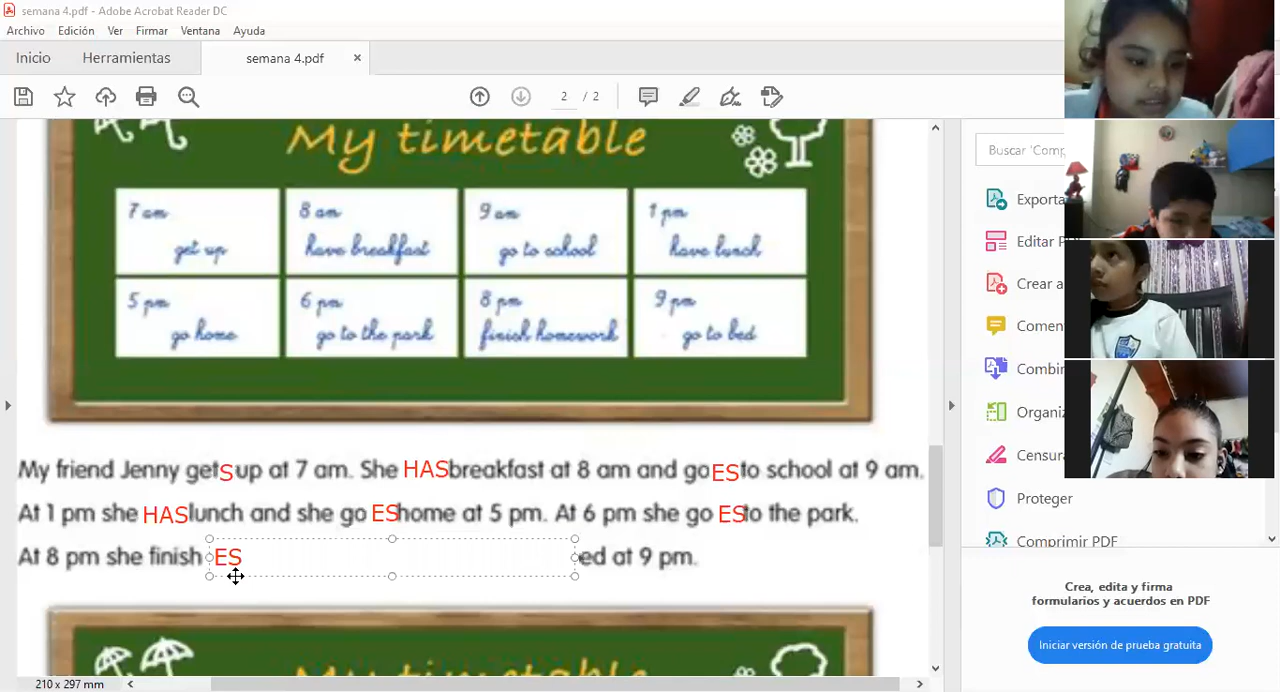 semana 4.pdf - Adobe Acrobat Reader DC
Archivo Edición Ver Firmar Ventana Ayuda
Inicio Herramientas semana 4.pdf ×
2 / 2
My timetable
7 am get up
8 am have breakfast
9 am go to school
1 pm have lunch
5 pm go home
6 pm go to the park
8 pm finish homework
9 pm go to bed
My friend Jenny getSup at 7 am. She HASbreakfast at 8 am and goESto school at 9 am.
At 1 pm she HASlunch and she go EShome at 5 pm. At 6 pm she go ESto the park.
At 8 pm she finish ES ed at 9 pm.
My timetable
210 x 297 mm
Buscar 'Comp
Exporta
Editar P
Crear a
Comen
Combin
Organiz
Censura
Proteger
Comprimir PDF
Crea, edita y firma
formularios y acuerdos en PDF
Iniciar versión de prueba gratuita